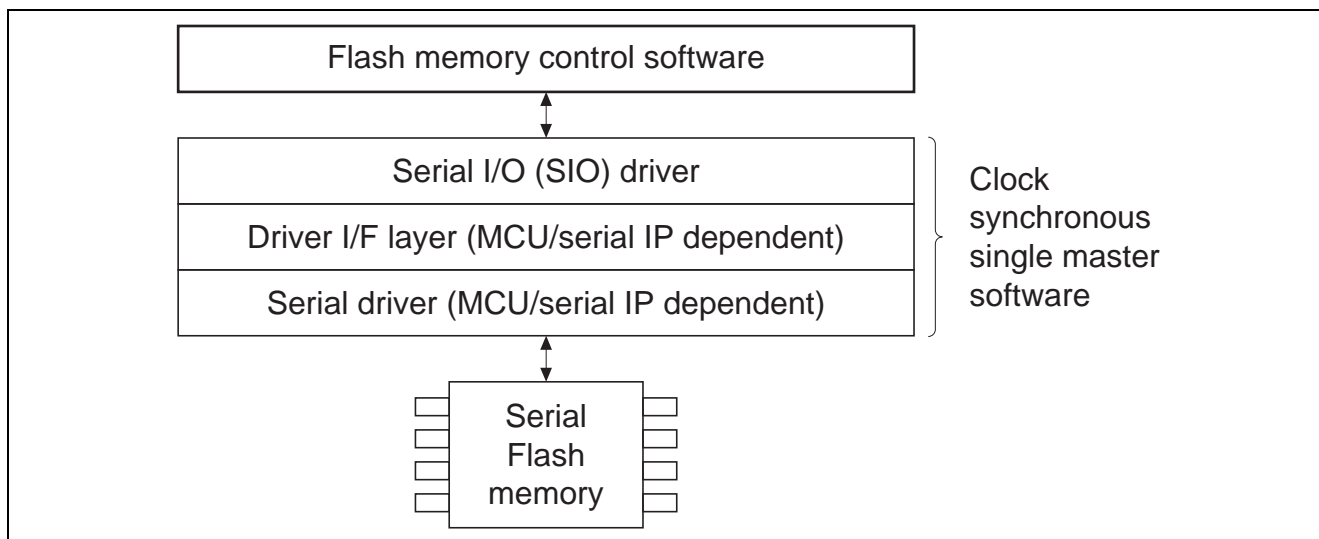 Flash memory control software
Serial I/O (SIO) driver
Driver I/F layer (MCU/serial IP dependent)
Serial driver (MCU/serial IP dependent)
Clock
synchronous
single master
software
Serial
Flash
memory